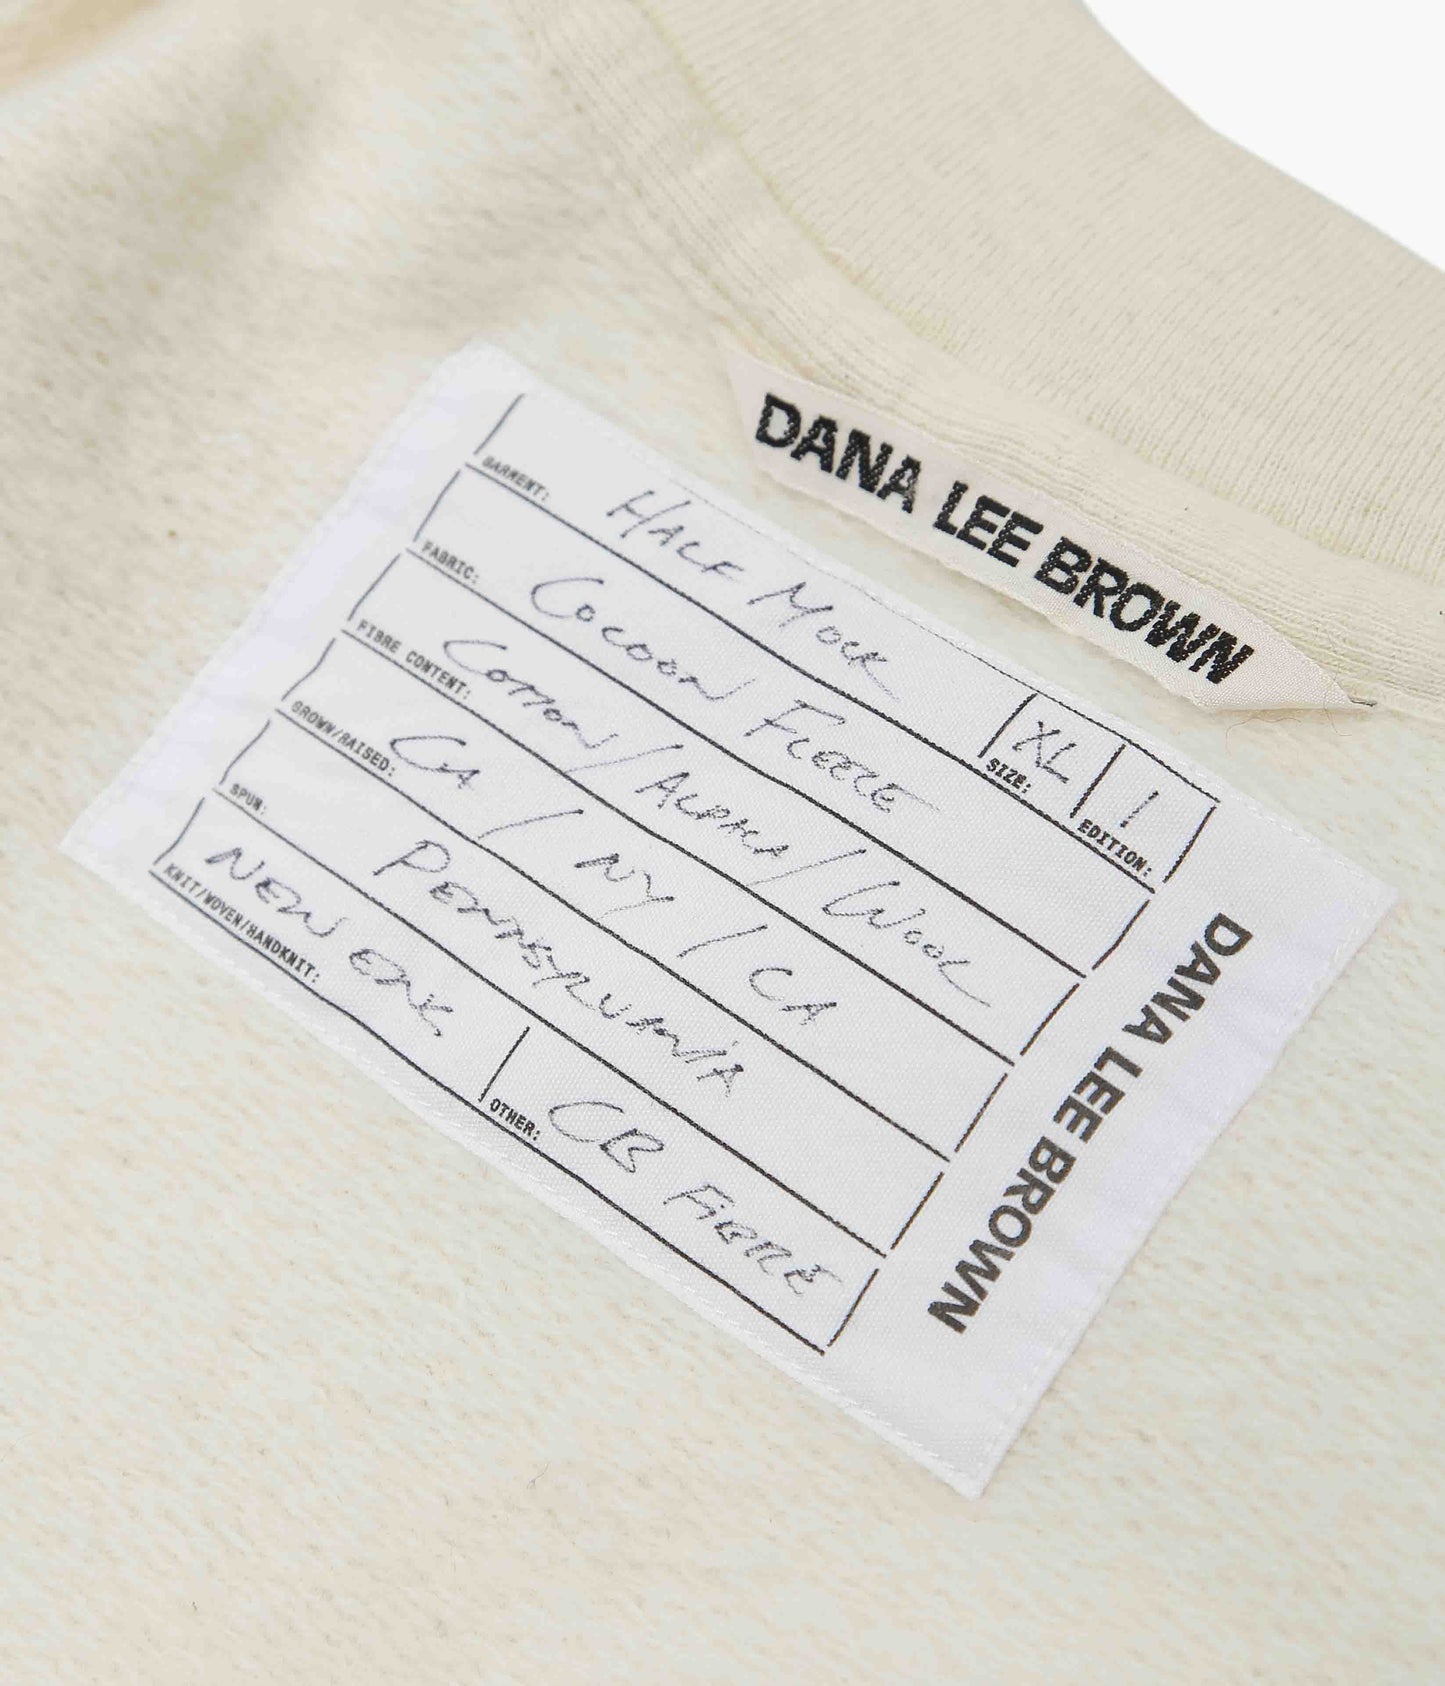 DANA LEE BROWN
GARMENT: HALF MOCK
SIZE: XL
EDITION: 1
FABRIC: COCOON FLEECE
FIBRE CONTENT: COTTON/ALPACA/WOOL
GROWN/RAISED: CA / NY / CA
SPUN: PENNSYLVANIA
KNIT/WOVEN/HANDKNIT: NEW ENG.
OTHER: CB FIBRE
DANA LEE BROWN